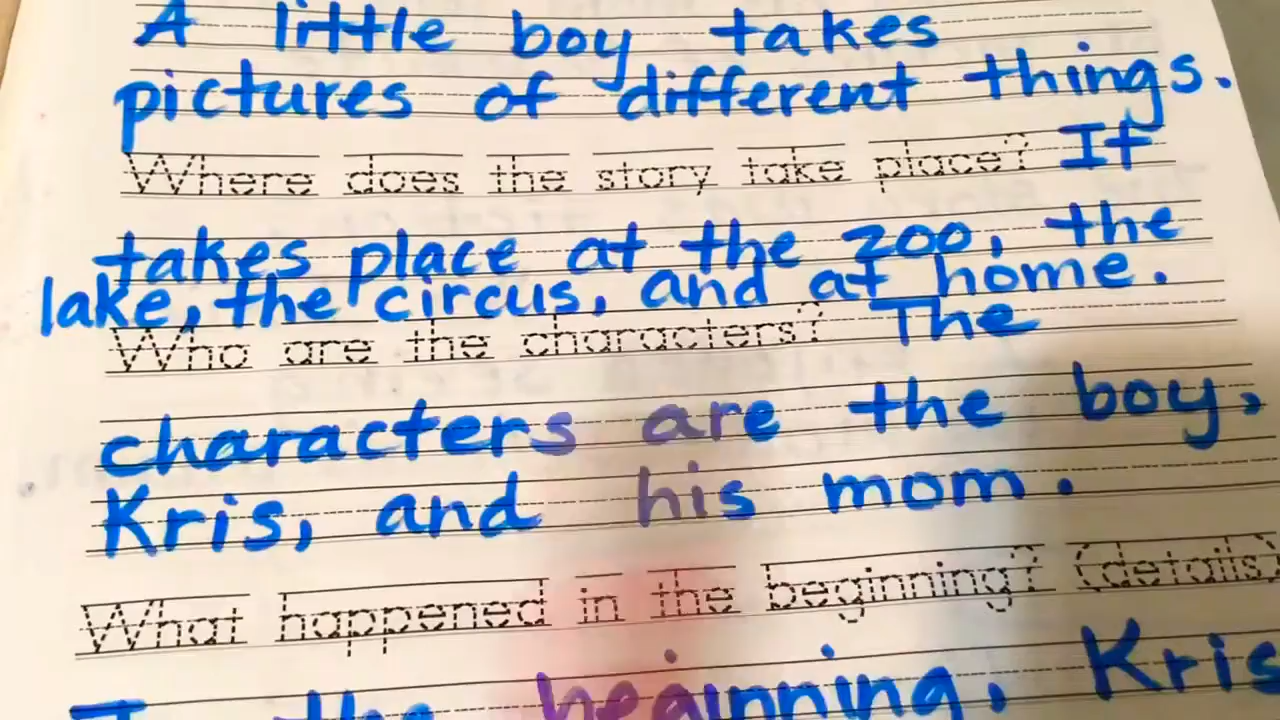 A little boy takes
pictures of different things.
Where does the story take place? It
takes place at the zoo, the
lake, the circus, and at home.
Who are the characters? The
characters are the boy,
Kris, and his mom.
What happened in the beginning? (details)
In the beginning, Kris